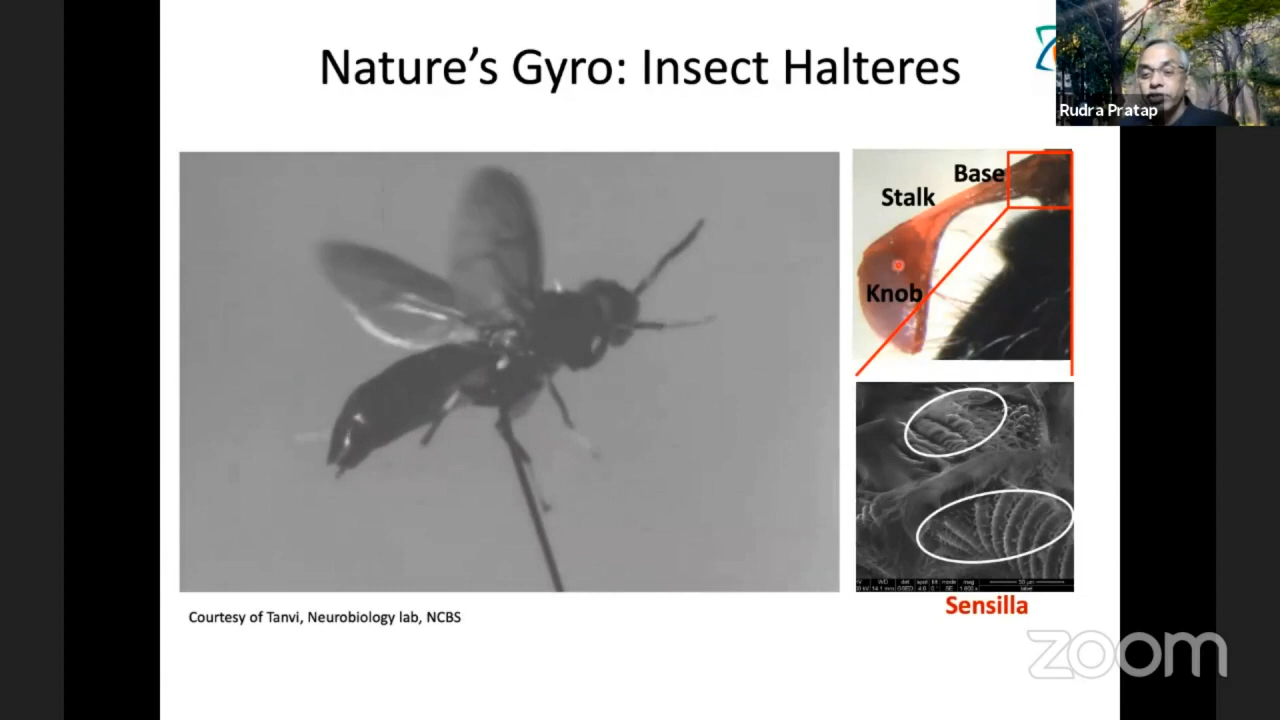 Nature's Gyro: Insect Halteres
Rudra Pratap
Base
Stalk
Knob
Sensilla
Courtesy of Tanvi, Neurobiology lab, NCBS
zoom